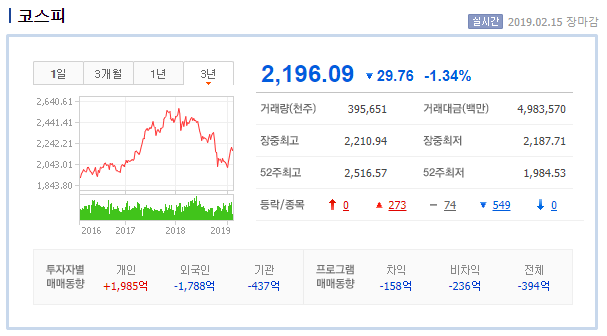 코스피
실시간 2019.02.15 장마감
1일 3개월 1년 3년
2,196.09 ▼ 29.76 -1.34%
2,640.61
2,441.41
2,242.21
2,043.01
1,843.80
2016 2017 2018 2019
거래량(천주) 395,651 거래대금(백만) 4,983,570
장중최고 2,210.94 장중최저 2,187.71
52주최고 2,516.57 52주최저 1,984.53
등락/종목 ↑ 0 ▲ 273 － 74 ▼ 549 ↓ 0
투자자별 매매동향
개인 외국인 기관
+1,985억 -1,788억 -437억
프로그램 매매동향
차익 비차익 전체
-158억 -236억 -394억